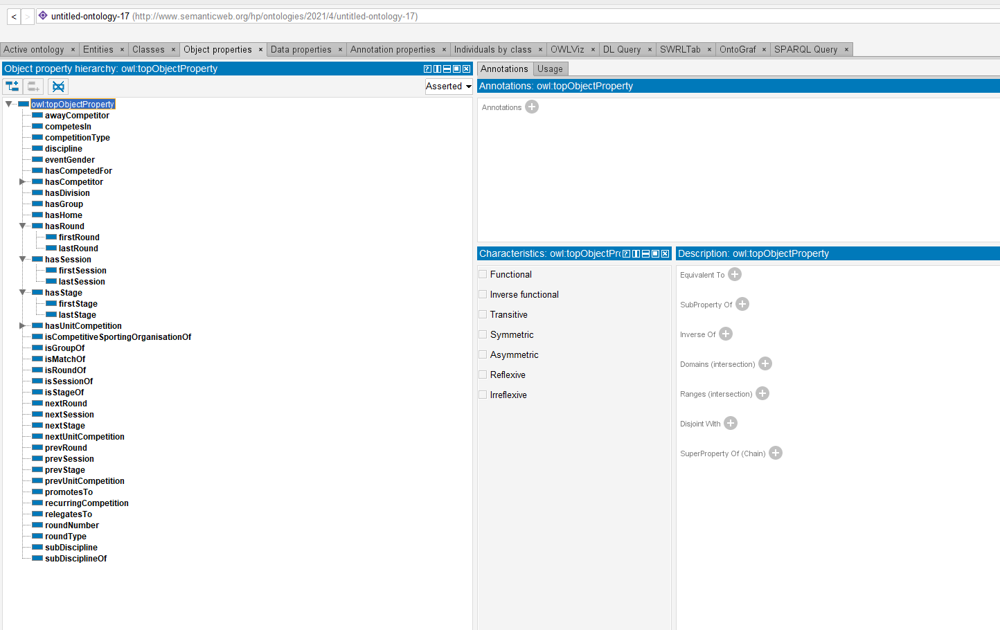 < > untitled-ontology-17 (http://www.semanticweb.org/hp/ontologies/2021/4/untitled-ontology-17)
Active ontology × Entities × Classes × Object properties × Data properties × Annotation properties × Individuals by class × OWLViz × DL Query × SWRLTab × OntoGraf × SPARQL Query ×
Object property hierarchy: owl:topObjectProperty
Asserted
owl:topObjectProperty
awayCompetitor
competesIn
competitionType
discipline
eventGender
hasCompetedFor
hasCompetitor
hasDivision
hasGroup
hasHome
hasRound
firstRound
lastRound
hasSession
firstSession
lastSession
hasStage
firstStage
lastStage
hasUnitCompetition
isCompetitiveSportingOrganisationOf
isGroupOf
isMatchOf
isRoundOf
isSessionOf
isStageOf
nextRound
nextSession
nextStage
nextUnitCompetition
prevRound
prevSession
prevStage
prevUnitCompetition
promotesTo
recurringCompetition
relegatesTo
roundNumber
roundType
subDiscipline
subDisciplineOf
Annotations Usage
Annotations: owl:topObjectProperty
Annotations
Characteristics: owl:topObjectPr
Functional
Inverse functional
Transitive
Symmetric
Asymmetric
Reflexive
Irreflexive
Description: owl:topObjectProperty
Equivalent To
SubProperty Of
Inverse Of
Domains (intersection)
Ranges (intersection)
Disjoint With
SuperProperty Of (Chain)